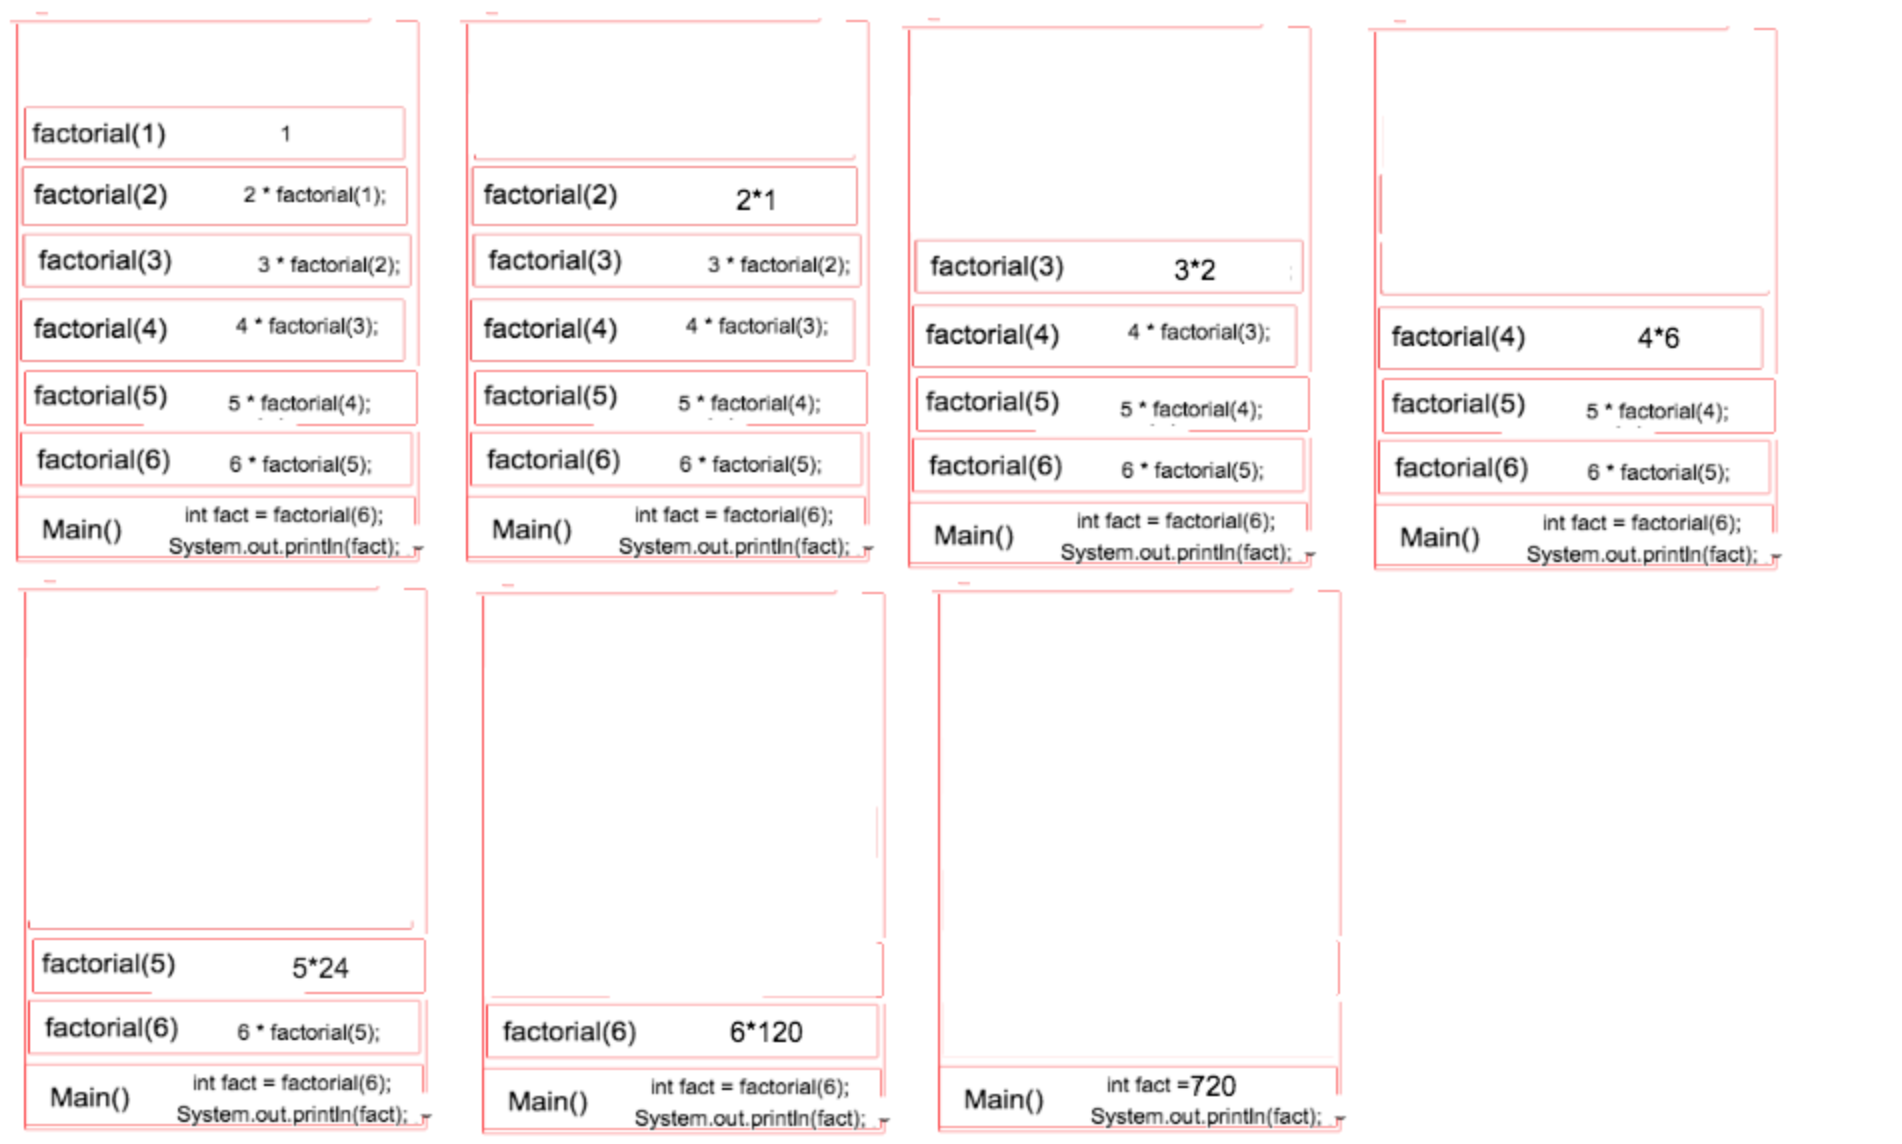 factorial(1) 1
factorial(2) 2 * factorial(1);
factorial(3) 3 * factorial(2);
factorial(4) 4 * factorial(3);
factorial(5) 5 * factorial(4);
factorial(6) 6 * factorial(5);
Main() int fact = factorial(6);
System.out.println(fact);
factorial(2) 2*1
factorial(3) 3 * factorial(2);
factorial(4) 4 * factorial(3);
factorial(5) 5 * factorial(4);
factorial(6) 6 * factorial(5);
Main() int fact = factorial(6);
System.out.println(fact);
factorial(3) 3*2
factorial(4) 4 * factorial(3);
factorial(5) 5 * factorial(4);
factorial(6) 6 * factorial(5);
Main() int fact = factorial(6);
System.out.println(fact);
factorial(4) 4*6
factorial(5) 5 * factorial(4);
factorial(6) 6 * factorial(5);
Main() int fact = factorial(6);
System.out.println(fact);
factorial(5) 5*24
factorial(6) 6 * factorial(5);
Main() int fact = factorial(6);
System.out.println(fact);
factorial(6) 6*120
Main() int fact = factorial(6);
System.out.println(fact);
Main() int fact =720
System.out.println(fact);